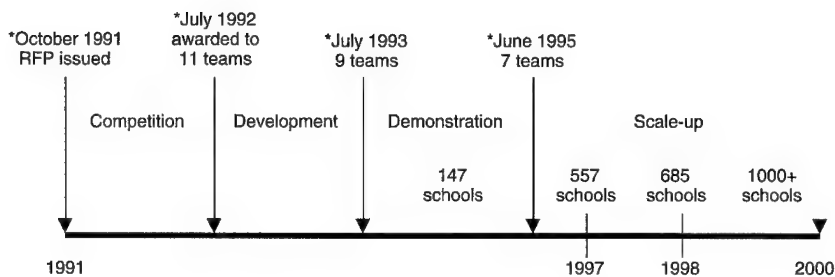 *October 1991
RFP issued
*July 1992
awarded to
11 teams
*July 1993
9 teams
*June 1995
7 teams
Competition
Development
Demonstration
Scale-up
147
schools
557
schools
685
schools
1000+
schools
1991
1997
1998
2000